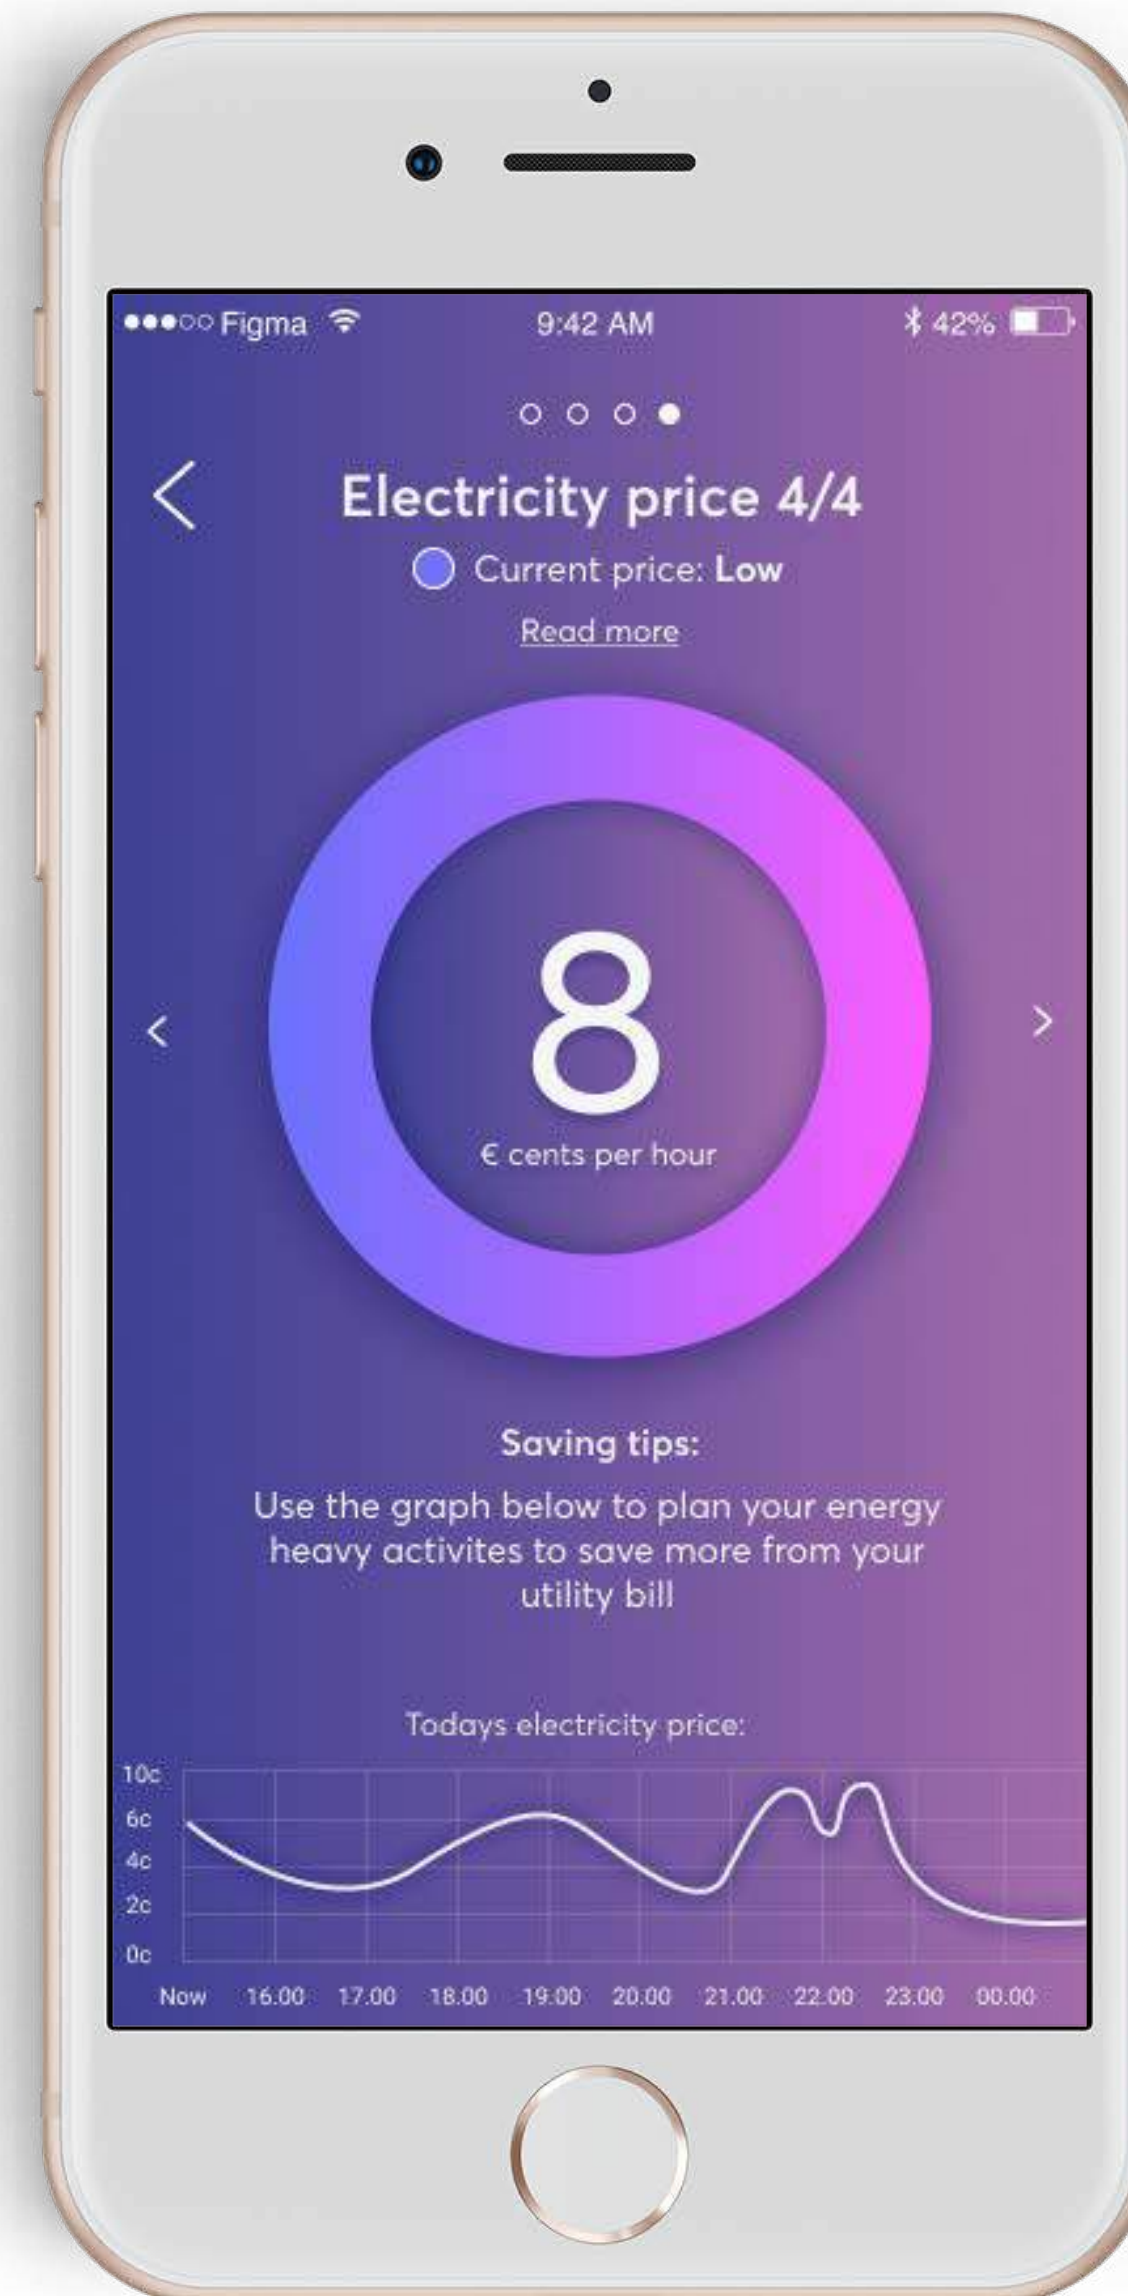 Figma 9:42 AM 42%
Electricity price 4/4
Current price: Low
Read more
8
€ cents per hour
Saving tips:
Use the graph below to plan your energy
heavy activites to save more from your
utility bill
Todays electricity price:
10c
6c
4c
2c
0c
Now 16.00 17.00 18.00 19.00 20.00 21.00 22.00 23.00 00.00